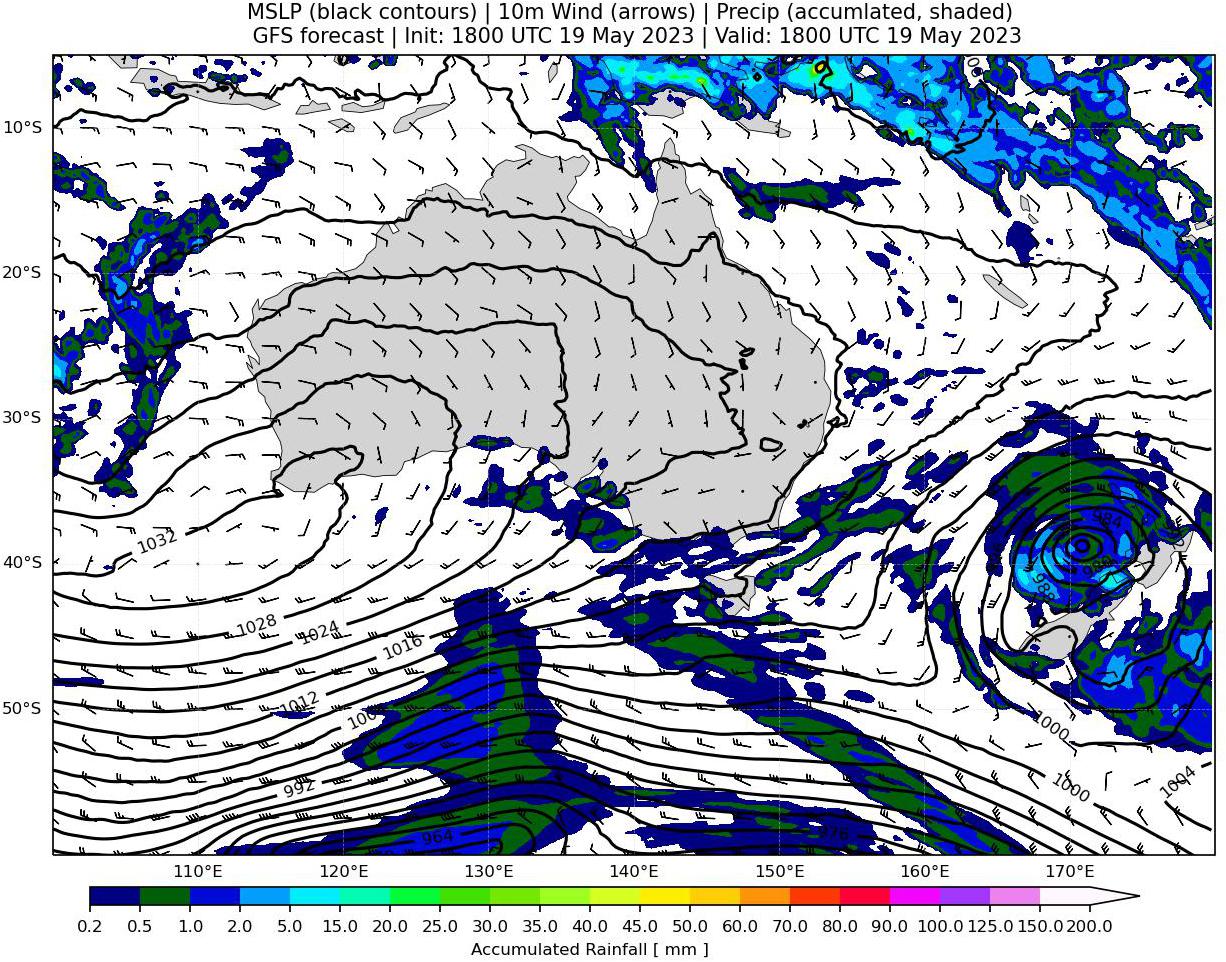 MSLP (black contours) | 10m Wind (arrows) | Precip (accumlated, shaded)
GFS forecast | Init: 1800 UTC 19 May 2023 | Valid: 1800 UTC 19 May 2023
10°S
20°S
30°S
984
1032
40°S
988
1028
1024
1016
1012
50°S
1000
992
1000
1004
976
964
110°E 120°E 130°E 140°E 150°E 160°E 170°E
0.2 0.5 1.0 2.0 5.0 10.0 15.0 20.0 25.0 30.0 35.0 40.0 45.0 50.0 60.0 70.0 80.0 90.0 100.0 125.0 150.0 200.0
Accumulated Rainfall [ mm ]